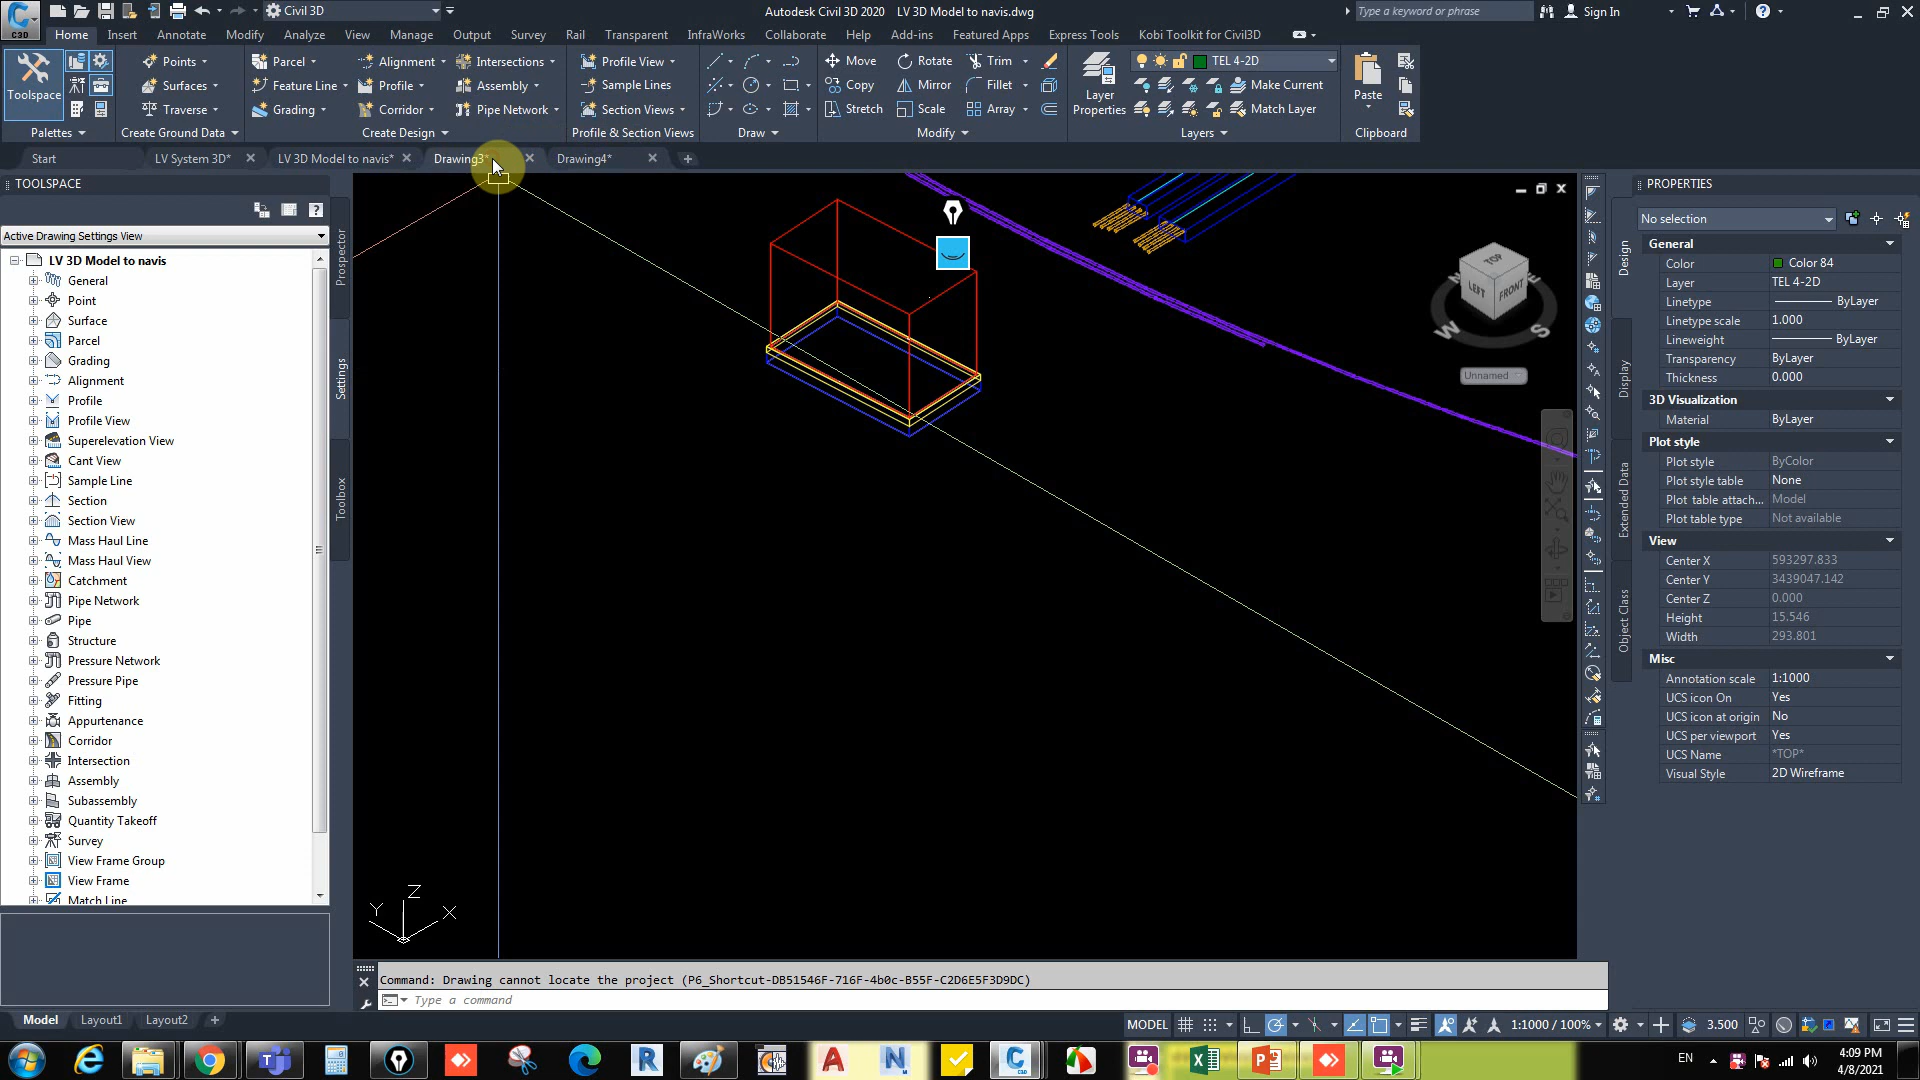 Civil 3D
Autodesk Civil 3D 2020 LV 3D Model to navis.dwg
Type a keyword or phrase
Sign In
C3D
Home Insert Annotate Modify Analyze View Manage Output Survey Rail Transparent InfraWorks Collaborate Help Add-ins Featured Apps Express Tools Kobi Toolkit for Civil3D
Toolspace
Points Parcel Alignment Intersections Profile View Move Rotate Trim TEL 4-2D
Surfaces Feature Line Profile Assembly Sample Lines Copy Mirror Fillet Make Current
Traverse Grading Corridor Pipe Network Section Views Stretch Scale Array Match Layer
Layer Properties
Paste
Palettes Create Ground Data Create Design Profile & Section Views Draw Modify Layers Clipboard
Start LV System 3D* LV 3D Model to navis* Drawing3* Drawing4*
TOOLSPACE
Active Drawing Settings View
LV 3D Model to navis
General
Point
Surface
Parcel
Grading
Alignment
Profile
Profile View
Superelevation View
Cant View
Sample Line
Section
Section View
Mass Haul Line
Mass Haul View
Catchment
Pipe Network
Pipe
Structure
Pressure Network
Pressure Pipe
Fitting
Appurtenance
Corridor
Intersection
Assembly
Subassembly
Quantity Takeoff
Survey
View Frame Group
View Frame
Match Line
Prospector
Settings
Toolbox
TOP
LEFT FRONT
W S
Unnamed
Z
Y X
PROPERTIES
No selection
General
Color Color 84
Layer TEL 4-2D
Linetype ByLayer
Linetype scale 1.000
Lineweight ByLayer
Transparency ByLayer
Thickness 0.000
3D Visualization
Material ByLayer
Plot style
Plot style ByColor
Plot style table None
Plot table attach... Model
Plot table type Not available
View
Center X 593297.833
Center Y 3439047.142
Center Z 0.000
Height 15.546
Width 293.801
Misc
Annotation scale 1:1000
UCS icon On Yes
UCS icon at origin No
UCS per viewport Yes
UCS Name *TOP*
Visual Style 2D Wireframe
Design
Display
Extended Data
Object Class
Command: Drawing cannot locate the project (P6_Shortcut-DB51546F-716F-4b0c-B55F-C2D6E5F3D9DC)
Type a command
Model Layout1 Layout2
MODEL 1:1000 / 100% 3.500
EN
4:09 PM
4/8/2021